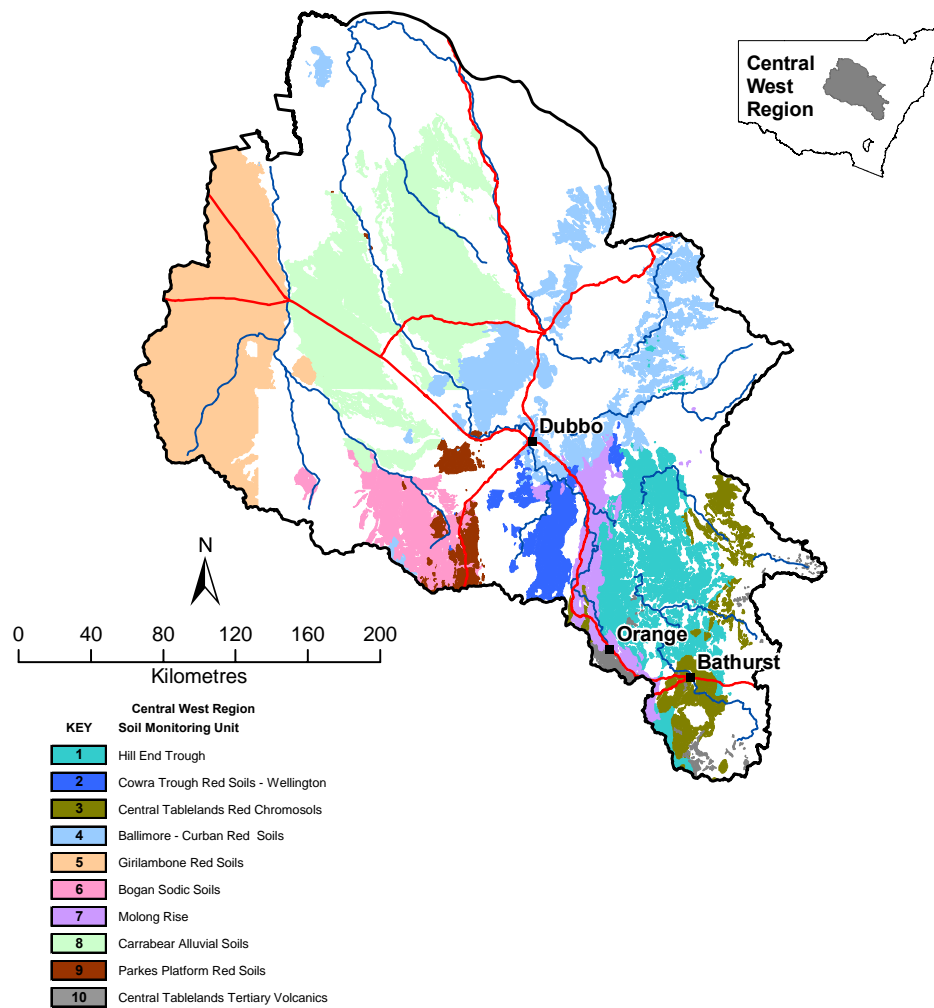 Central
West
Region
Dubbo
N
Orange
0 40 80 120 160 200
Bathurst
Kilometres
Central West Region
KEY Soil Monitoring Unit
1 Hill End Trough
2 Cowra Trough Red Soils - Wellington
3 Central Tablelands Red Chromosols
4 Ballimore - Curban Red Soils
5 Girilambone Red Soils
6 Bogan Sodic Soils
7 Molong Rise
8 Carrabear Alluvial Soils
9 Parkes Platform Red Soils
10 Central Tablelands Tertiary Volcanics